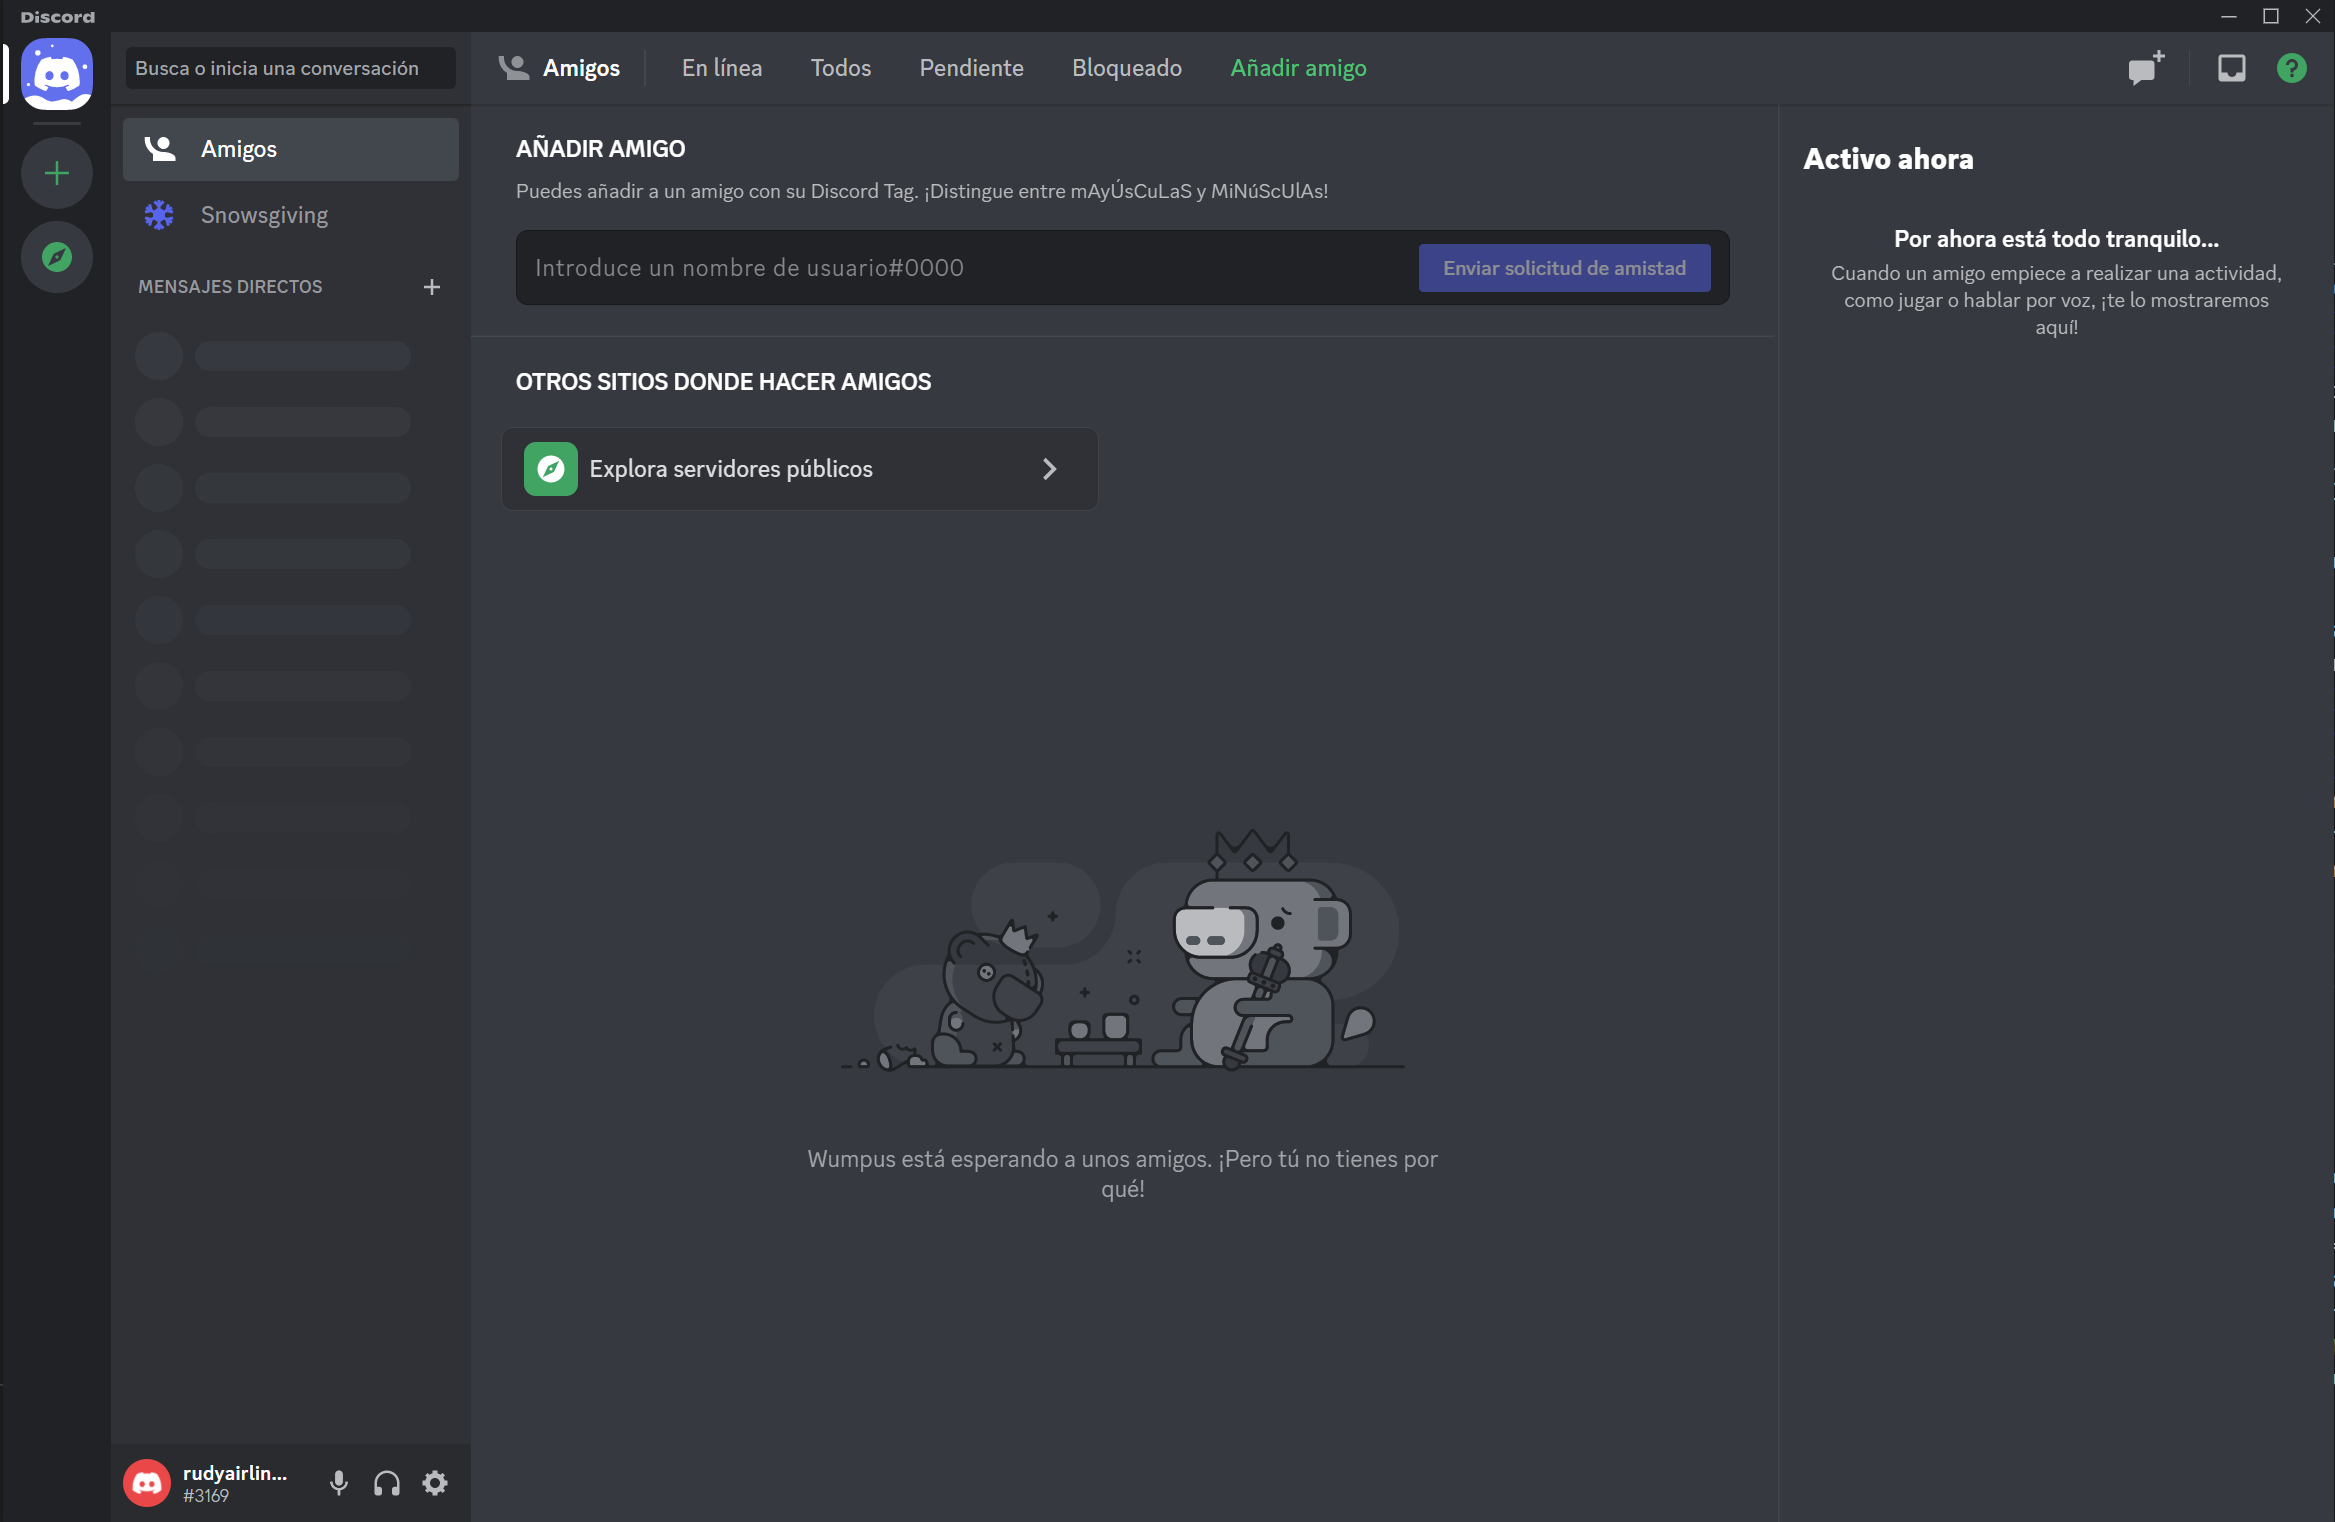 Discord
Busca o inicia una conversación
Amigos
En línea
Todos
Pendiente
Bloqueado
Añadir amigo
Amigos
Snowsgiving
MENSAJES DIRECTOS
AÑADIR AMIGO
Puedes añadir a un amigo con su Discord Tag. ¡Distingue entre mAyÚsCuLaS y MiNúScUlAs!
Introduce un nombre de usuario#0000
Enviar solicitud de amistad
OTROS SITIOS DONDE HACER AMIGOS
Explora servidores públicos
Wumpus está esperando a unos amigos. ¡Pero tú no tienes por
qué!
Activo ahora
Por ahora está todo tranquilo...
Cuando un amigo empiece a realizar una actividad,
como jugar o hablar por voz, ¡te lo mostraremos
aquí!
rudyairlin...
#3169